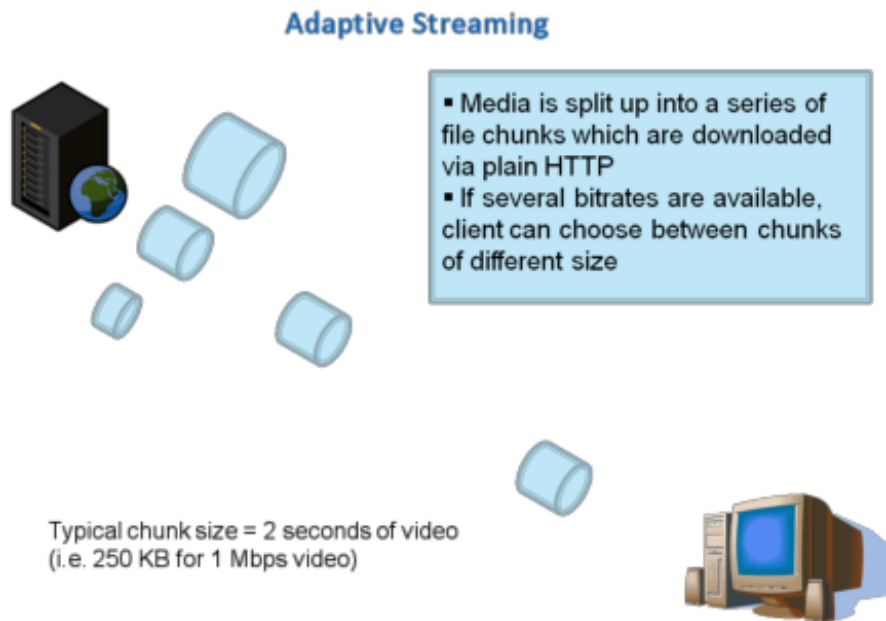 Adaptive Streaming
▪ Media is split up into a series of
file chunks which are downloaded
via plain HTTP
▪ If several bitrates are available,
client can choose between chunks
of different size
Typical chunk size = 2 seconds of video
(i.e. 250 KB for 1 Mbps video)